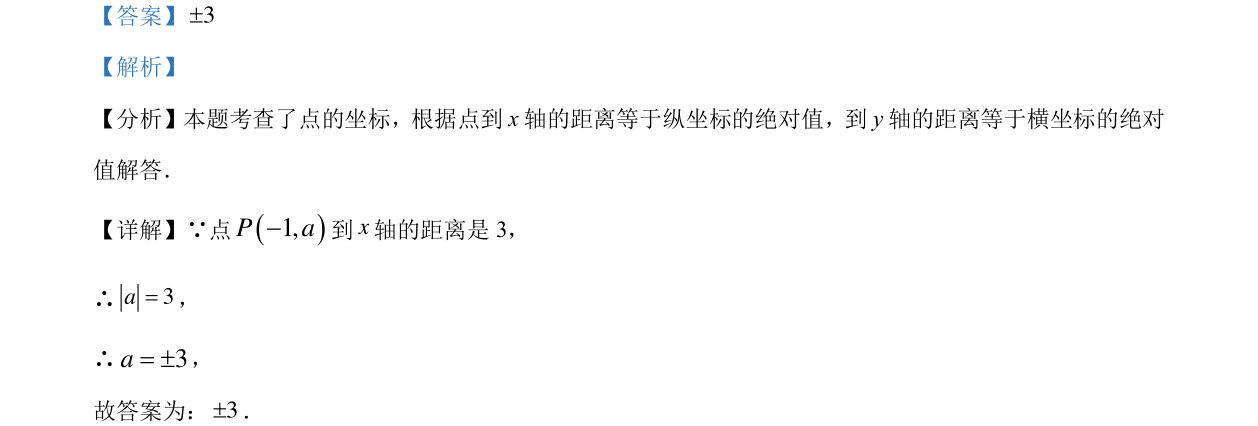 【答案】±3
【解析】
【分析】本题考查了点的坐标，根据点到 x 轴的距离等于纵坐标的绝对值，到 y 轴的距离等于横坐标的绝对
值解答．
【详解】∵点 P(−1,a) 到 x 轴的距离是 3，
∴|a| = 3，
∴ a = ±3，
故答案为：±3．